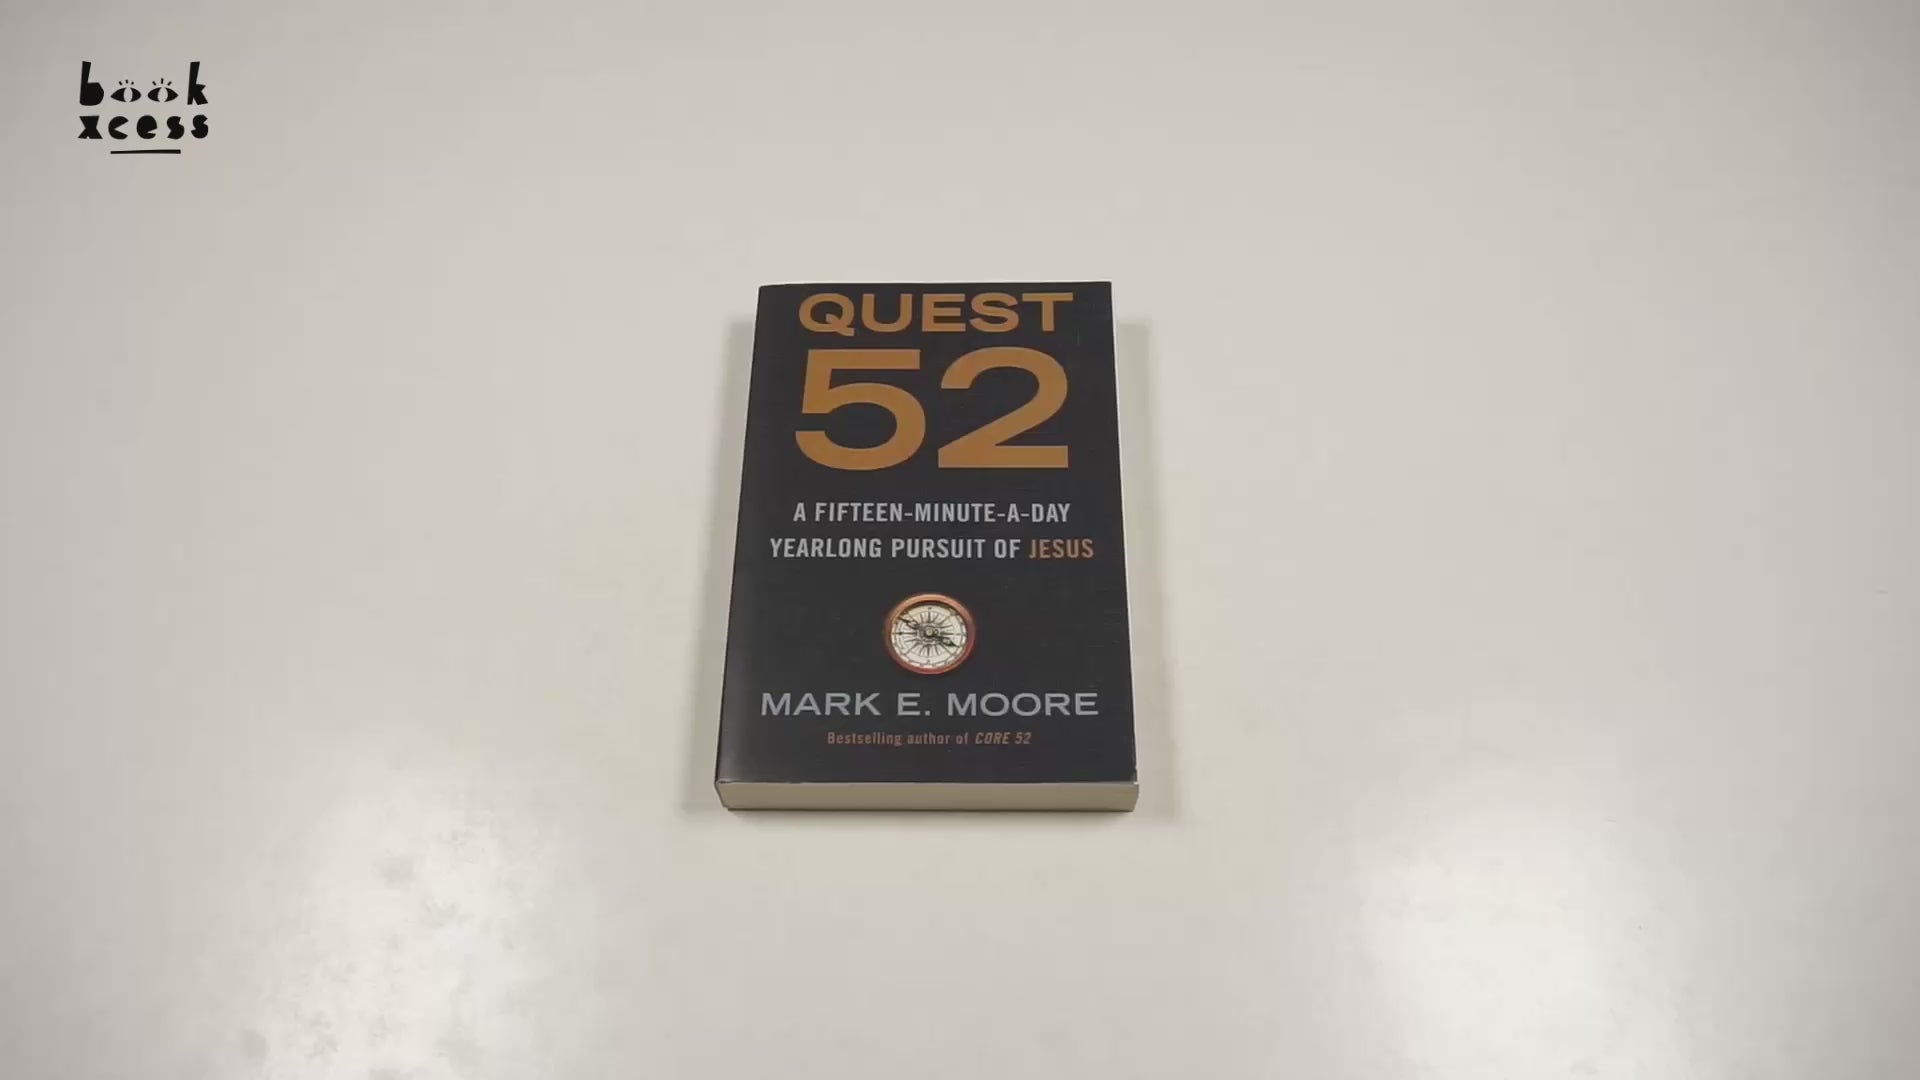 book
xcess
QUEST
52
A FIFTEEN-MINUTE-A-DAY
YEARLONG PURSUIT OF JESUS
MARK E. MOORE
Bestselling author of CORE 52